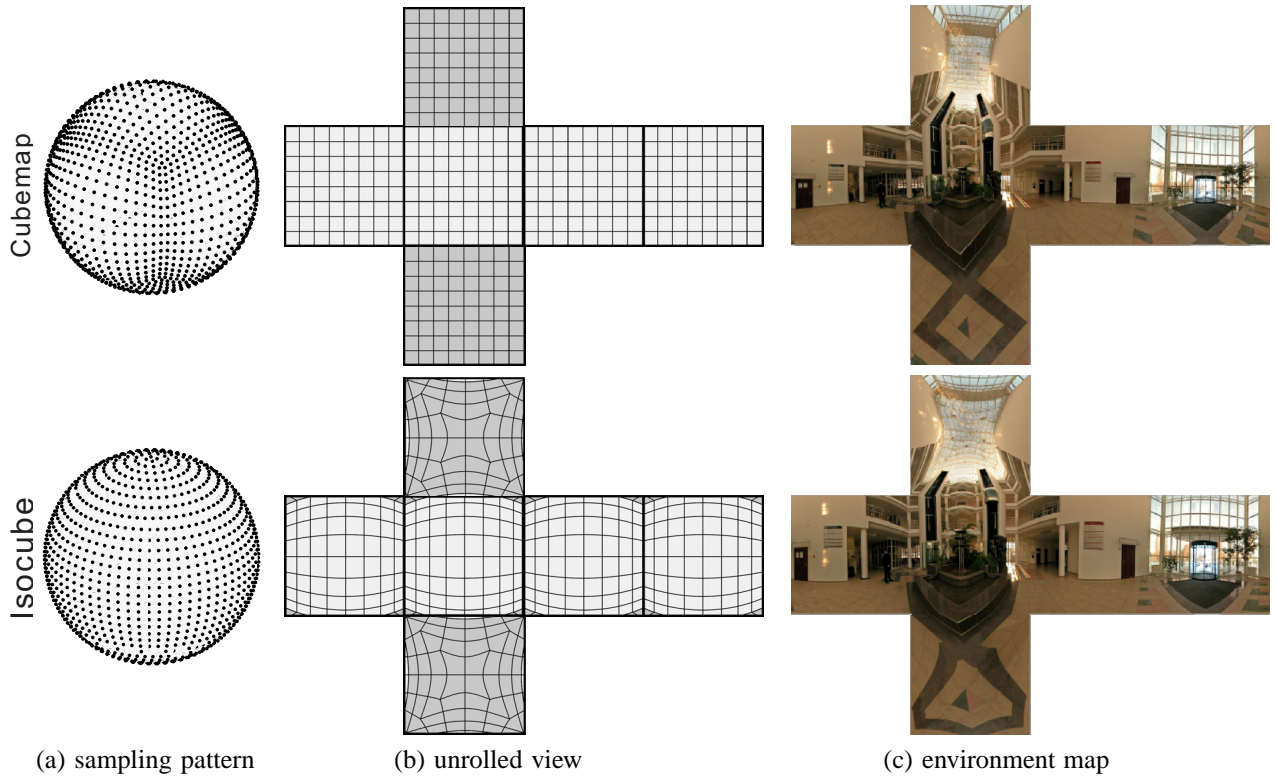 Cubemap
Isocube
(a) sampling pattern
(b) unrolled view
(c) environment map